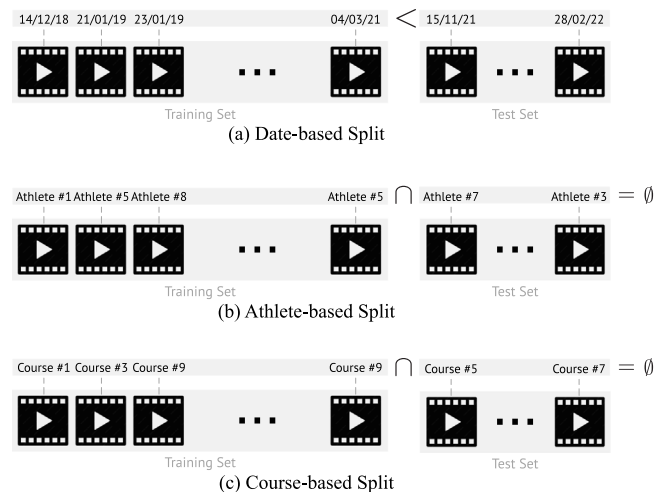 14/12/18 21/01/19 23/01/19 04/03/21 < 15/11/21 28/02/22
Training Set Test Set
(a) Date-based Split
Athlete #1 Athlete #5 Athlete #8 Athlete #5 ∩ Athlete #7 Athlete #3 = ∅
Training Set Test Set
(b) Athlete-based Split
Course #1 Course #3 Course #9 Course #9 ∩ Course #5 Course #7 = ∅
Training Set Test Set
(c) Course-based Split